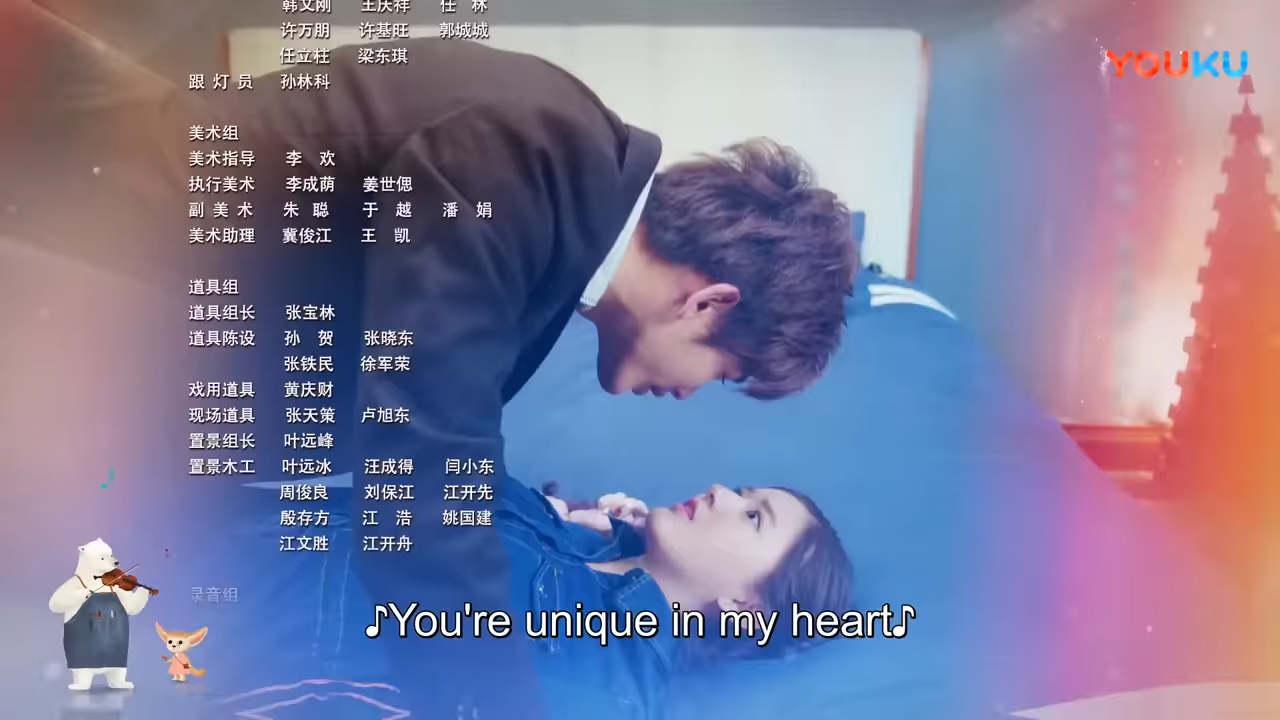 韩文刚 王庆祥 任 林
许万朋 许基旺 郭城城
任立柱 梁东琪
跟 灯 员 孙林科
YOUKU
美术组
美术指导 李 欢
执行美术 李成荫 姜世偲
副 美 术 朱 聪 于 越 潘 娟
美术助理 冀俊江 王 凯
道具组
道具组长 张宝林
道具陈设 孙 贺 张晓东
张铁民 徐军荣
戏用道具 黄庆财
现场道具 张天策 卢旭东
置景组长 叶远峰
置景木工 叶远冰 汪成得 闫小东
周俊良 刘保江 江开先
殷存方 江 浩 姚国建
江文胜 江开舟
录音组
♪You're unique in my heart♪